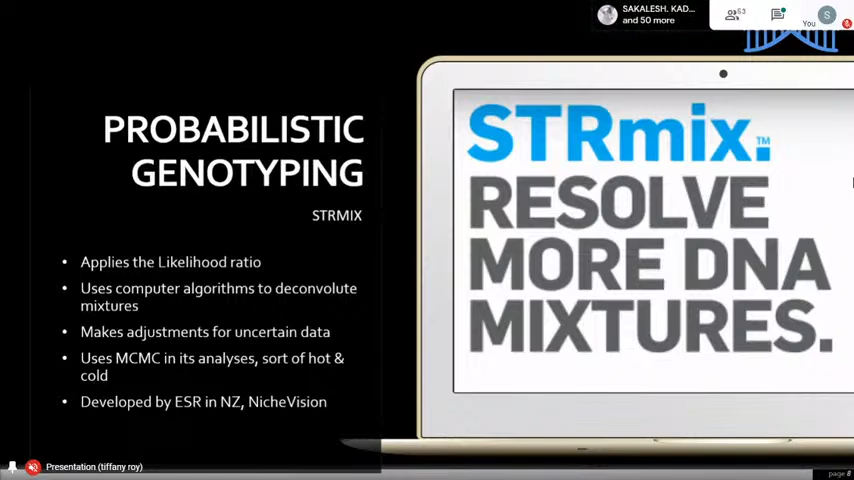 SAKALESH. KAD...
and 50 more
53
S
You
PROBABILISTIC
GENOTYPING
STRMIX
• Applies the Likelihood ratio
• Uses computer algorithms to deconvolute
mixtures
• Makes adjustments for uncertain data
• Uses MCMC in its analyses, sort of hot &
cold
• Developed by ESR in NZ, NicheVision
STRmix.™
RESOLVE
MORE DNA
MIXTURES.
Presentation (tiffany roy)
page 8